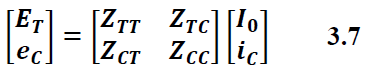 [E_T; e_C] = [Z_TT Z_TC; Z_CT Z_CC] [I_0; i_C] 3.7